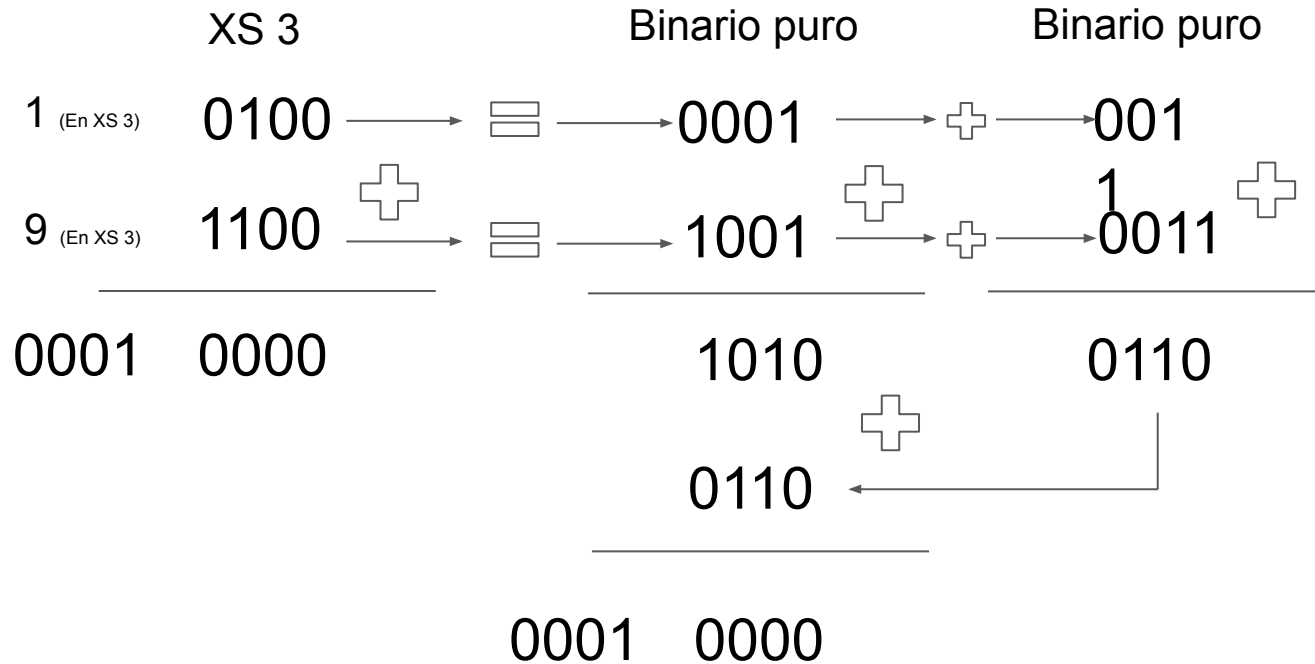 XS 3 Binario puro Binario puro
1 (En XS 3) 0100 0001 001
1
9 (En XS 3) 1100 1001 0011
0001 0000 1010 0110
0110
0001 0000